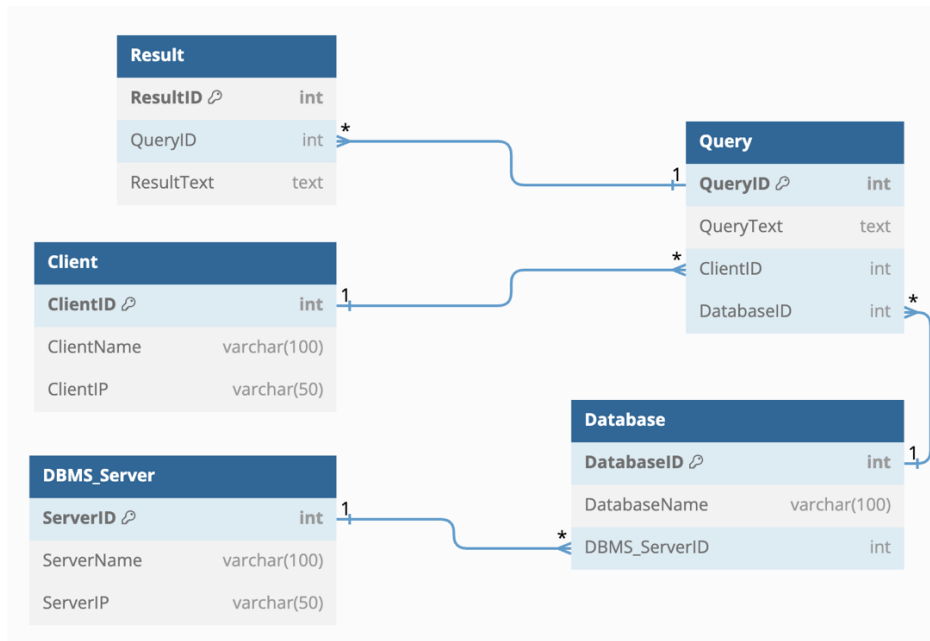 Result
ResultID int
QueryID int *
ResultText text
Query
1 QueryID int
QueryText text
* ClientID int
DatabaseID int *
Client
ClientID int 1
ClientName varchar(100)
ClientIP varchar(50)
Database
DatabaseID int 1
DatabaseName varchar(100)
* DBMS_ServerID int
DBMS_Server
ServerID int 1
ServerName varchar(100)
ServerIP varchar(50)